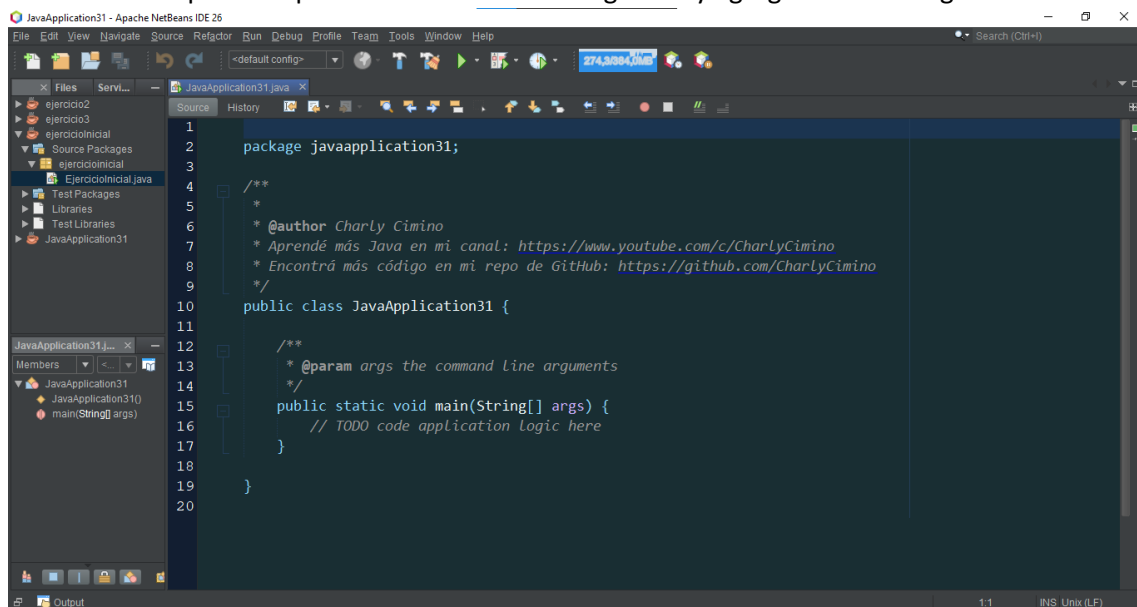 JavaApplication31 - Apache NetBeans IDE 26
File Edit View Navigate Source Refactor Run Debug Profile Team Tools Window Help
Search (Ctrl+I)
<default config>
274,3/384,0MB
Files Servi...
JavaApplication31.java
Source History
ejercicio2
ejercicio3
ejercicioInicial
Source Packages
ejercicioinicial
EjercicioInicial.java
Test Packages
Libraries
Test Libraries
JavaApplication31
1
2 package javaapplication31;
3
4 /**
5 *
6 * @author Charly Cimino
7 * Aprendé más Java en mi canal: https://www.youtube.com/c/CharlyCimino
8 * Encontrá más código en mi repo de GitHub: https://github.com/CharlyCimino
9 */
10 public class JavaApplication31 {
11
12 /**
13 * @param args the command line arguments
14 */
15 public static void main(String[] args) {
16 // TODO code application logic here
17 }
18
19 }
20
JavaApplication31.j...
Members <...
JavaApplication31
JavaApplication31()
main(String[] args)
Output
1:1 INS Unix (LF)